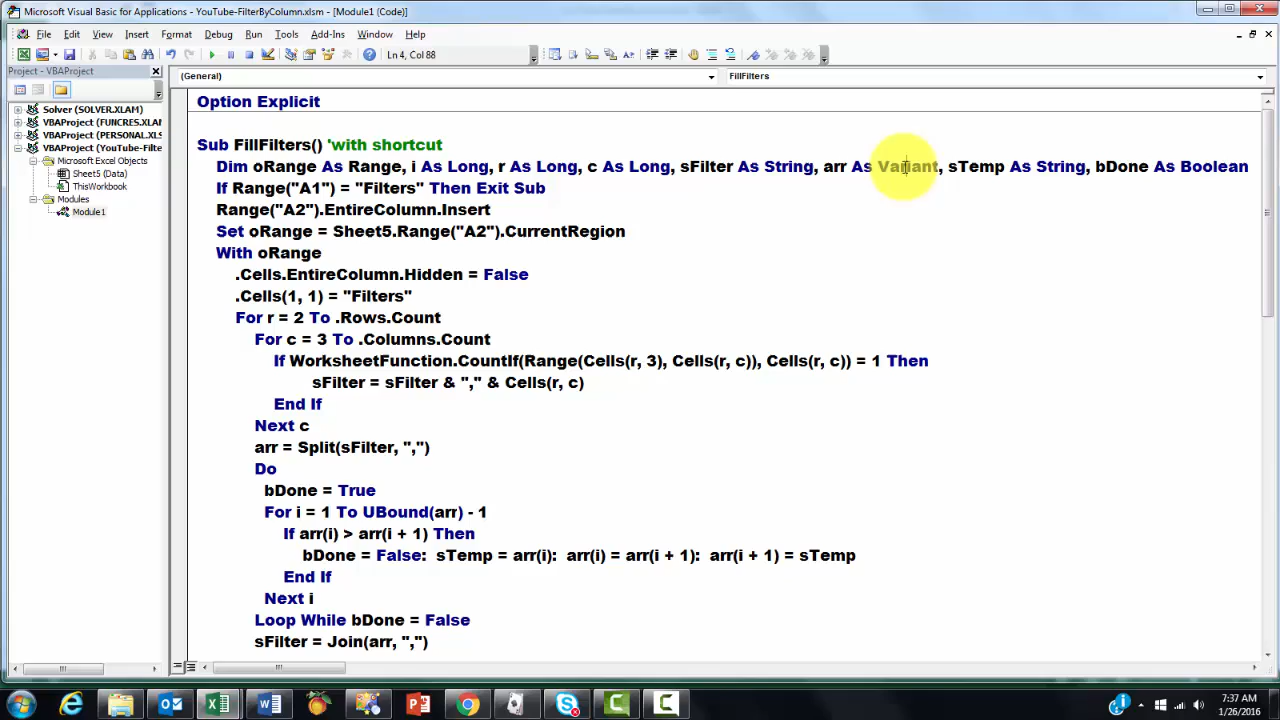 Microsoft Visual Basic for Applications - YouTube-FilterByColumn.xlsm - [Module1 (Code)]
File Edit View Insert Format Debug Run Tools Add-Ins Window Help
Ln 4, Col 88
Project - VBAProject
(General)
FillFilters
Solver (SOLVER.XLAM)
VBAProject (FUNCRES.XLAM)
VBAProject (PERSONAL.XLS
VBAProject (YouTube-Filte
Microsoft Excel Objects
Sheet5 (Data)
ThisWorkbook
Modules
Module1
Option Explicit
Sub FillFilters() 'with shortcut
Dim oRange As Range, i As Long, r As Long, c As Long, sFilter As String, arr As Variant, sTemp As String, bDone As Boolean
If Range("A1") = "Filters" Then Exit Sub
Range("A2").EntireColumn.Insert
Set oRange = Sheet5.Range("A2").CurrentRegion
With oRange
.Cells.EntireColumn.Hidden = False
.Cells(1, 1) = "Filters"
For r = 2 To .Rows.Count
For c = 3 To .Columns.Count
If WorksheetFunction.CountIf(Range(Cells(r, 3), Cells(r, c)), Cells(r, c)) = 1 Then
sFilter = sFilter & "," & Cells(r, c)
End If
Next c
arr = Split(sFilter, ",")
Do
bDone = True
For i = 1 To UBound(arr) - 1
If arr(i) > arr(i + 1) Then
bDone = False: sTemp = arr(i): arr(i) = arr(i + 1): arr(i + 1) = sTemp
End If
Next i
Loop While bDone = False
sFilter = Join(arr, ",")
7:37 AM
1/26/2016